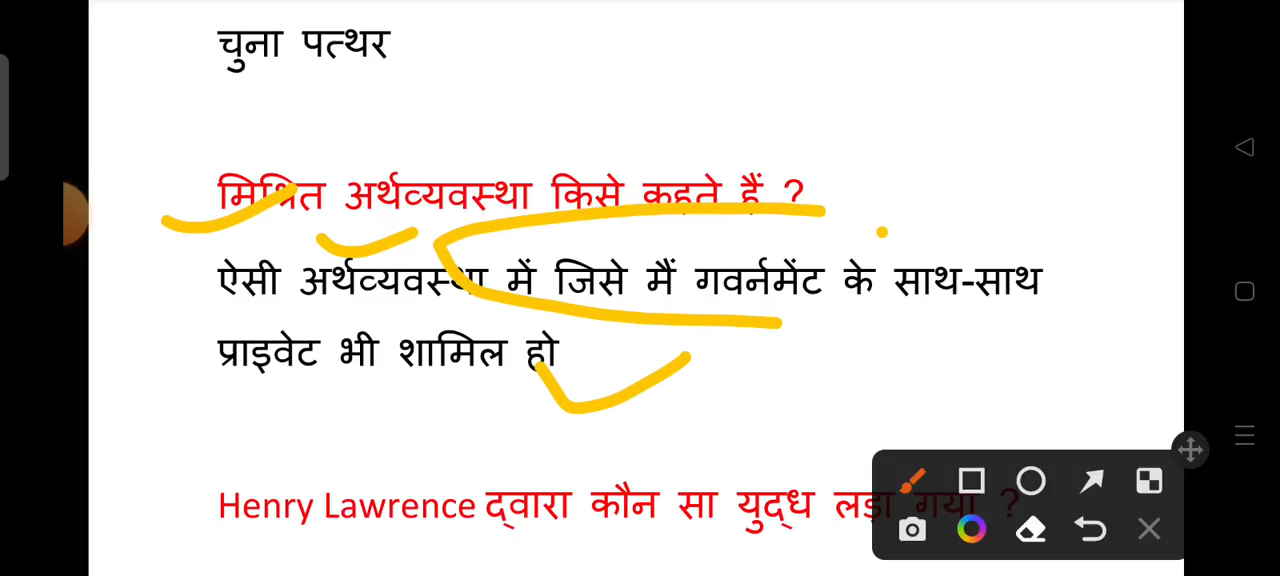 चुना पत्थर
मिश्रित अर्थव्यवस्था किसे कहते हैं ?
ऐसी अर्थव्यवस्था में जिसे मैं गवर्नमेंट के साथ-साथ
प्राइवेट भी शामिल हो
Henry Lawrence द्वारा कौन सा युद्ध लड़ा गया ?